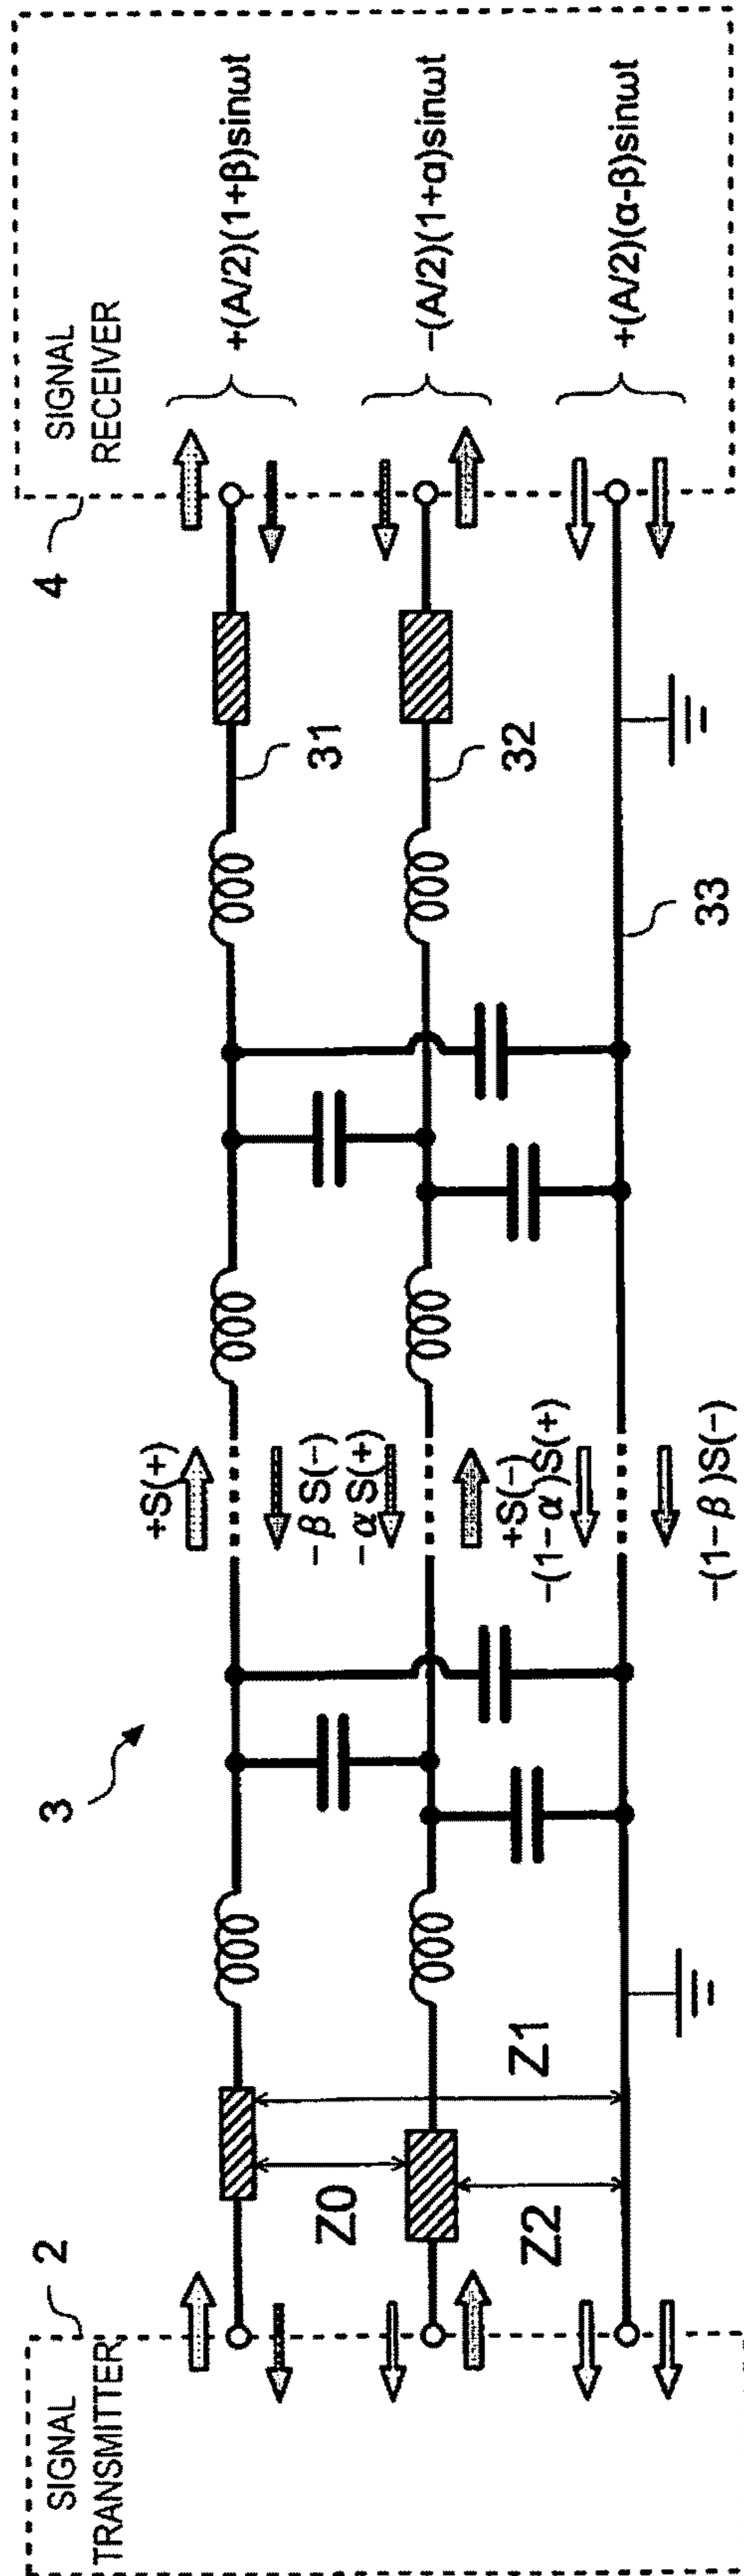 SIGNAL
TRANSMITTER
2
Z0
Z1
Z2
3
+S(+)
−β S(−)
−α S(+)
+S(−)
−(1−α)S(+)
−(1−β)S(−)
31
32
33
4
SIGNAL
RECEIVER
+(A/2)(1+β)sinωt
−(A/2)(1+α)sinωt
+(A/2)(α-β)sinωt